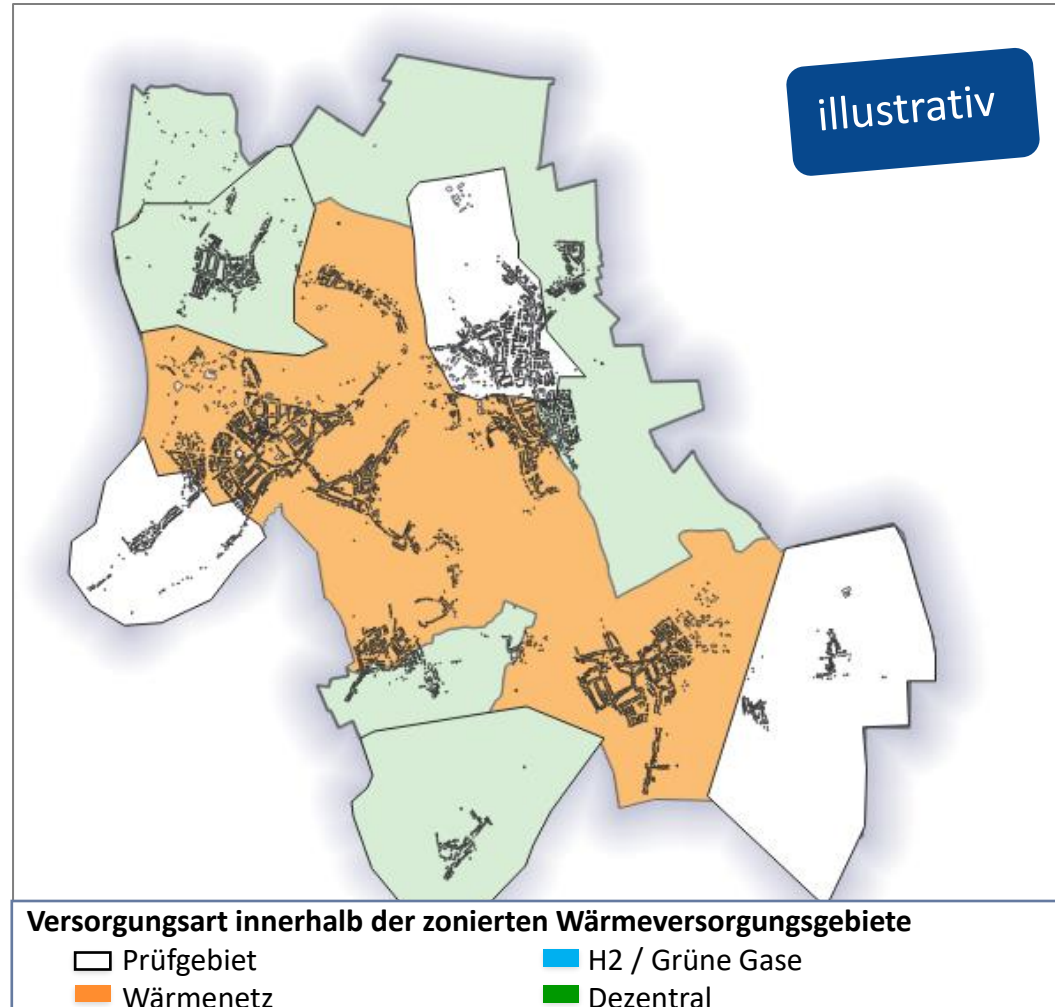 illustrativ
Versorgungsart innerhalb der zonierten Wärmeversorgungsgebiete
Prüfgebiet
H2 / Grüne Gase
Wärmenetz
Dezentral